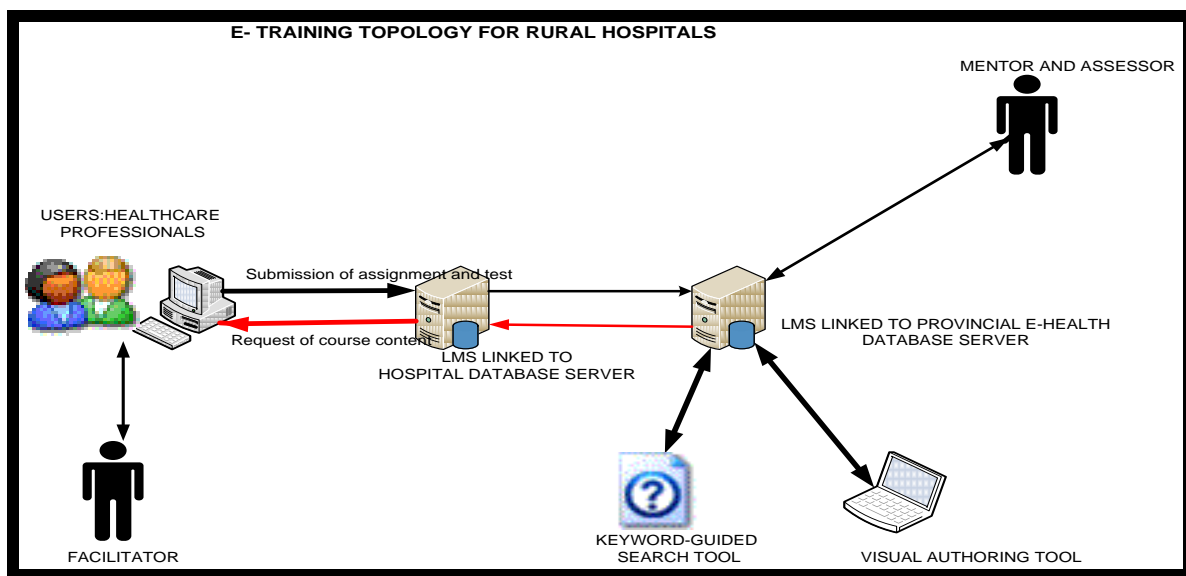 E- TRAINING TOPOLOGY FOR RURAL HOSPITALS
MENTOR AND ASSESSOR
USERS:HEALTHCARE
PROFESSIONALS
Submission of assignment and test
Request of course content
LMS LINKED TO
HOSPITAL DATABASE SERVER
LMS LINKED TO PROVINCIAL E-HEALTH
DATABASE SERVER
FACILITATOR
KEYWORD-GUIDED
SEARCH TOOL
VISUAL AUTHORING TOOL